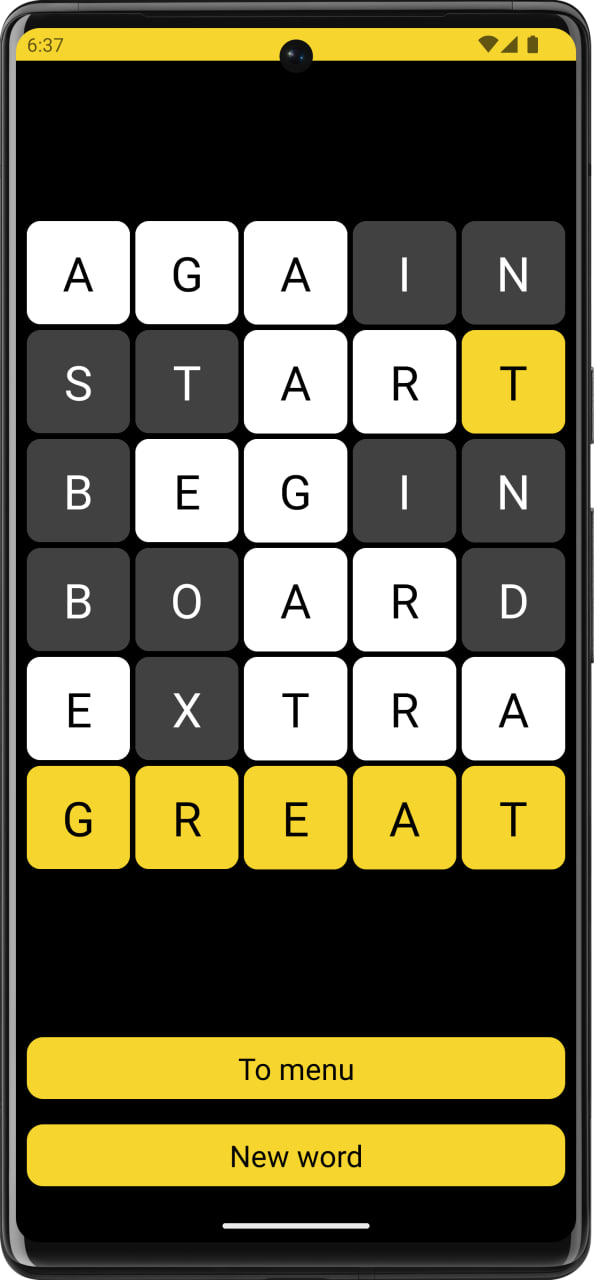 6:37
A G A I N
S T A R T
B E G I N
B O A R D
E X T R A
G R E A T
To menu
New word